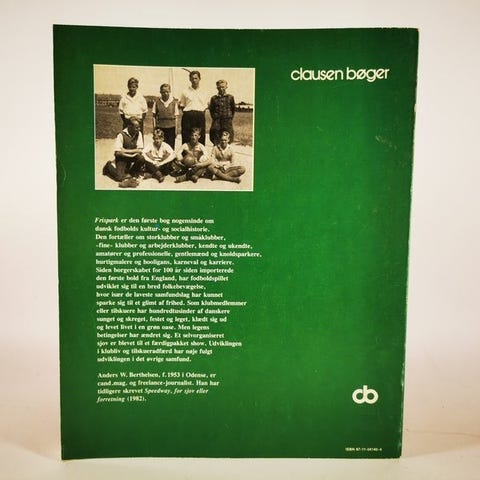 clausen bøger
Frispark er den første bog nogensinde om
dansk fodbolds kultur- og socialhistorie.
Den fortæller om storklubber og småklubber,
-fine- klubber og arbejderklubber, kendte og ukendte,
amatører og professionelle, gentlemænd og knoldsparkere,
hurtigmalere og hooligans, karneval og karriere.
Siden borgerskabet for 100 år siden importerede
den første bold fra England, har fodboldspillet
udviklet sig til en bred folkebevægelse,
hvor især de laveste samfundslag har kunnet
sparke sig til et glimt af frihed. Som klubmedlemmer
eller tilskuere har hundredtusinder af danskere
sunget og skreget, festet og leget, klædt sig ud
og levet livet i en grøn oase. Men legens
betingelser har ændret sig. Et selvorganiseret
sjov er blevet til et færdigpakket show. Udviklingen
i klubliv og tilskueradfærd har nøje fulgt
udviklingen i det øvrige samfund.
Anders W. Berthelsen, f. 1953 i Odense, er
cand.mag. og freelance-journalist. Han har
tidligere skrevet Speedway, for sjov eller
forretning (1982).
cb
ISBN 87-11-04140-4